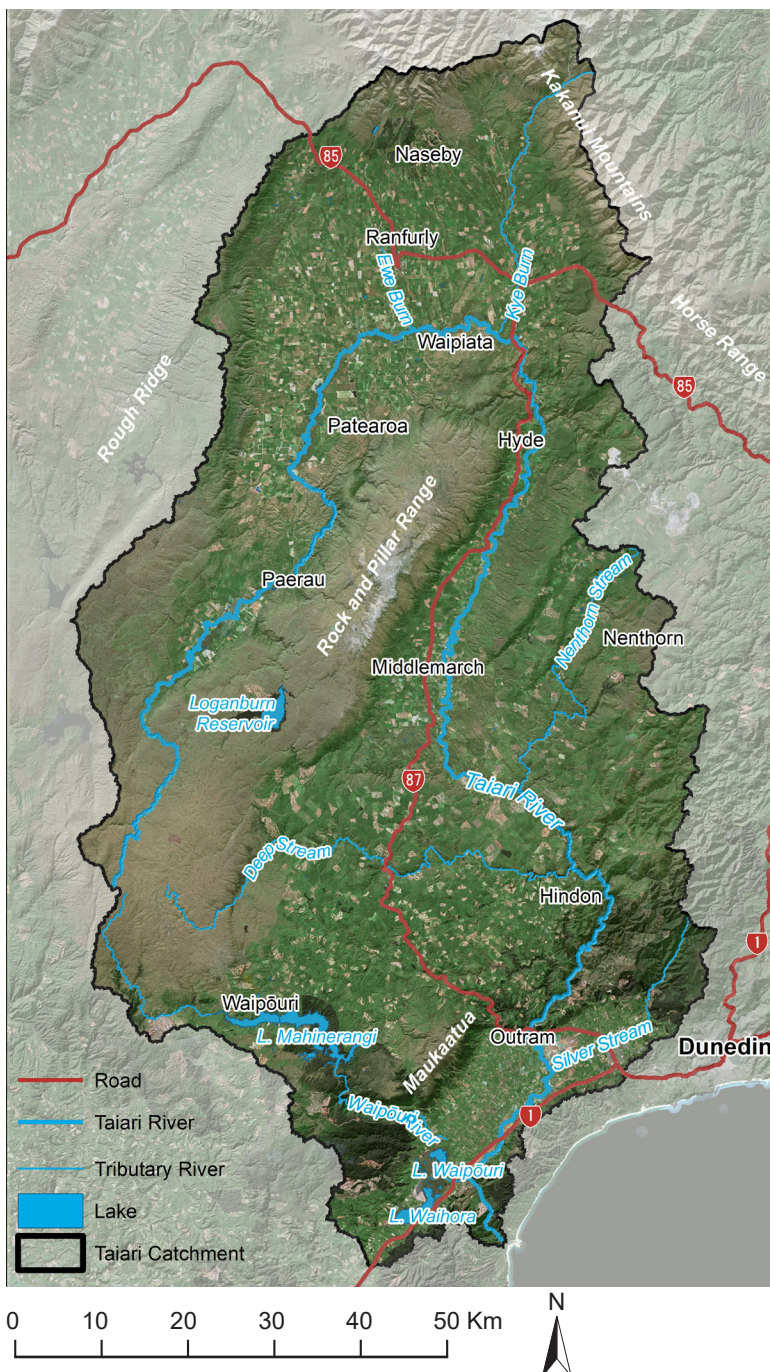 Kakanui Mountains
85
Naseby
Ranfurly
Ewe Burn
Kye Burn
Waipiata
Horse Range
85
Rough Ridge
Patearoa
Hyde
Rock and Pillar Range
Paerau
Nenthorn Stream
Nenthorn
Middlemarch
Loganburn
Reservoir
87
Taiari River
Deep Stream
Hindon
1
Waipōuri
L. Mahinerangi
Maukaatua
Outram
Silver Stream
Dunedin
Waipōuri River
1
L. Waipōuri
L. Waihora
Road
Taiari River
Tributary River
Lake
Taiari Catchment
0 10 20 30 40 50 Km
N